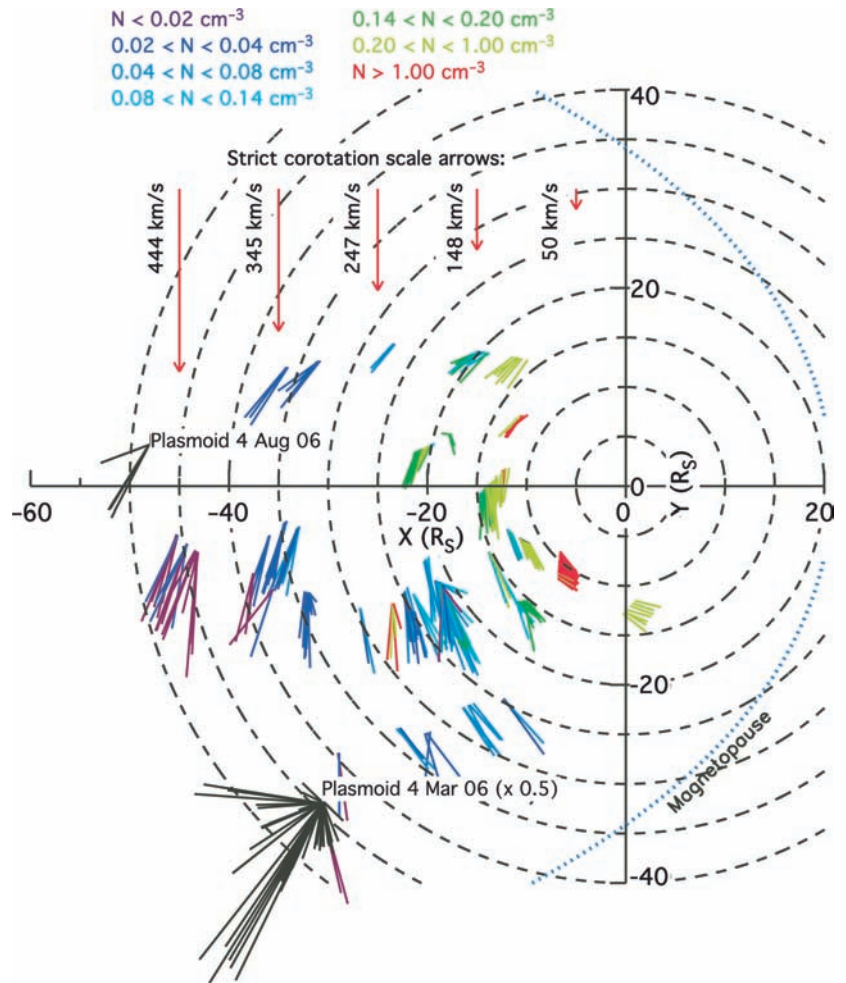 N < 0.02 cm⁻³
0.02 < N < 0.04 cm⁻³
0.04 < N < 0.08 cm⁻³
0.08 < N < 0.14 cm⁻³
0.14 < N < 0.20 cm⁻³
0.20 < N < 1.00 cm⁻³
N > 1.00 cm⁻³
40
Strict corotation scale arrows:
444 km/s
345 km/s
247 km/s
148 km/s
50 km/s
20
Plasmoid 4 Aug 06
-60
-40
-20
0
20
0
X (R_S)
Y (R_S)
-20
Magnetopause
Plasmoid 4 Mar 06 (x 0.5)
-40